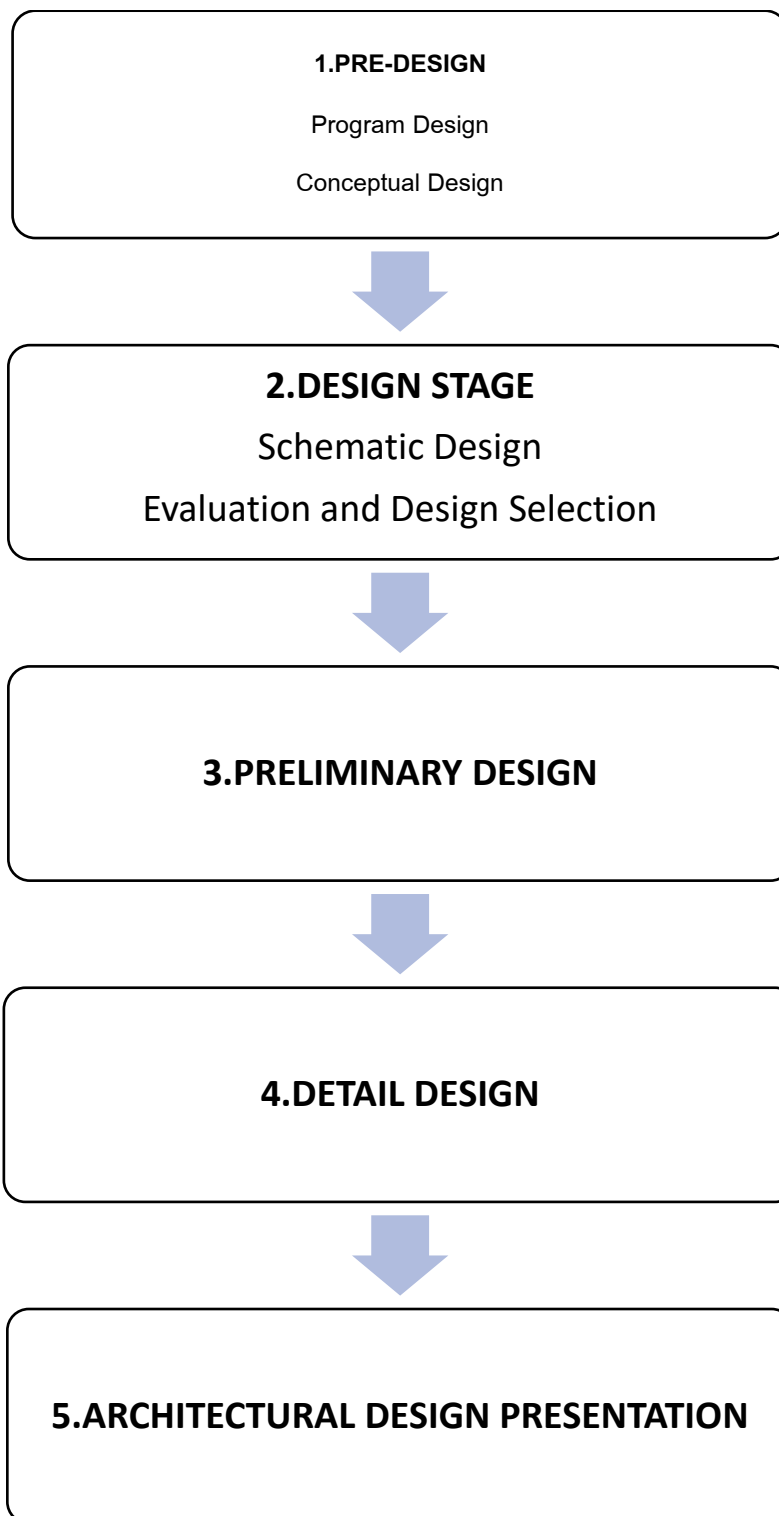 1.PRE-DESIGN
Program Design
Conceptual Design
2.DESIGN STAGE
Schematic Design
Evaluation and Design Selection
3.PRELIMINARY DESIGN
4.DETAIL DESIGN
5.ARCHITECTURAL DESIGN PRESENTATION